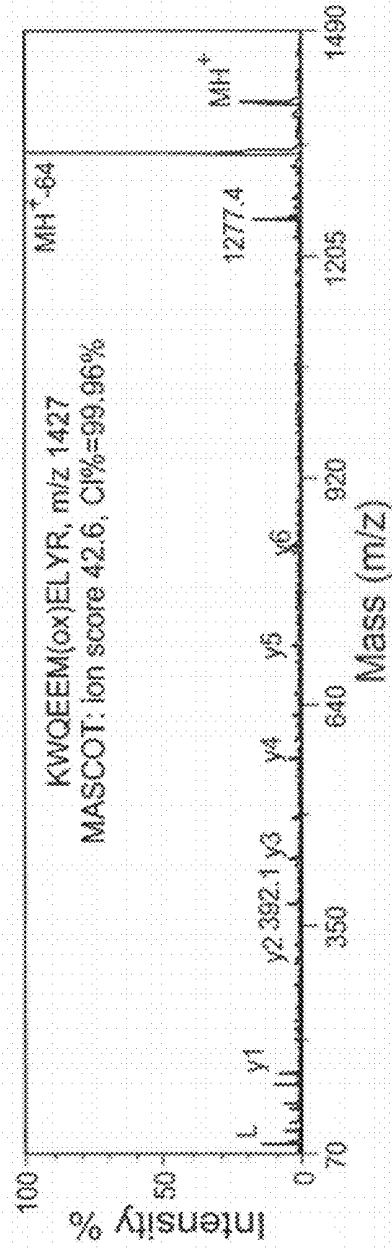 KWQEEM(ox)ELYR, m/z 1427
MASCOT: ion score 42.6, CI%=99.96%
MH+-64
MH+
1277.4
L
y1
y2 392.1 y3
y4
y5
y6
100
50
0
Intensity %
70 350 640 920 1205 1490
Mass (m/z)